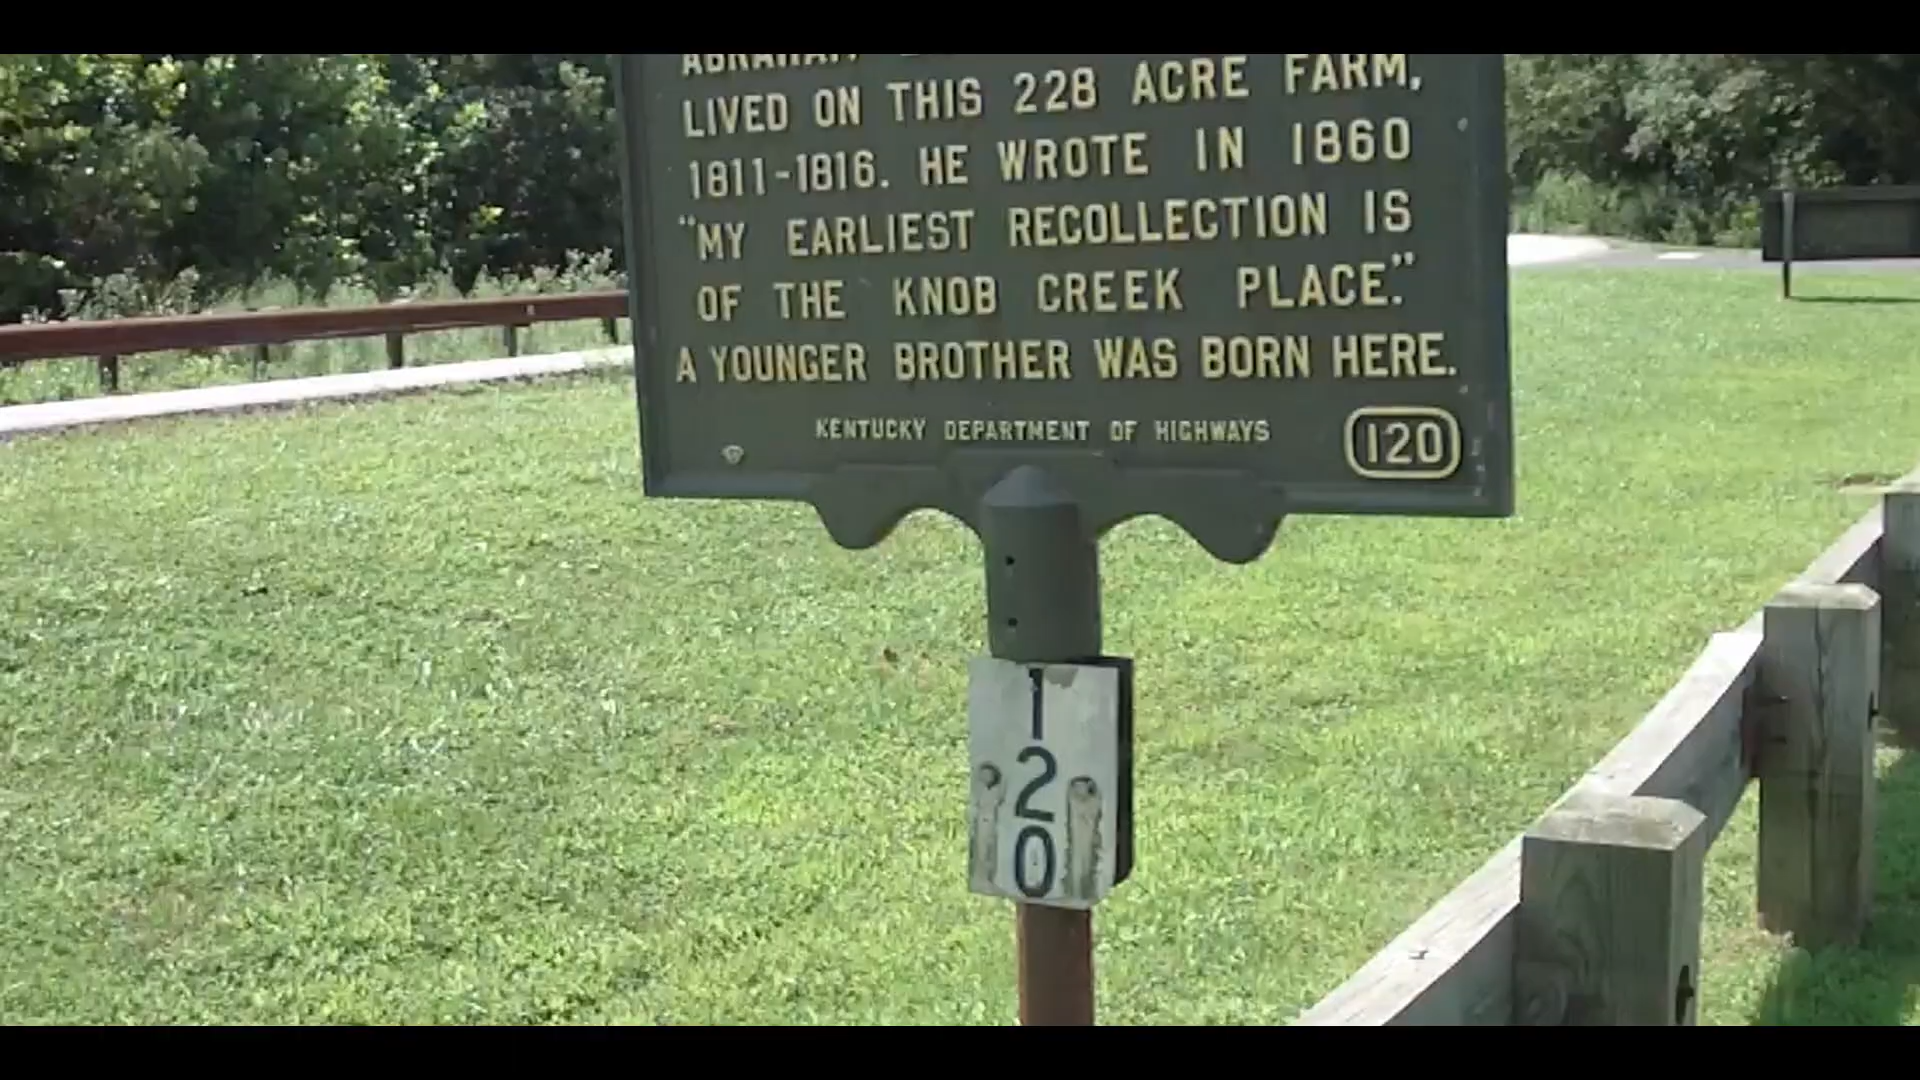 ABRAHAM
LIVED ON THIS 228 ACRE FARM,
1811-1816. HE WROTE IN 1860
"MY EARLIEST RECOLLECTION IS
OF THE KNOB CREEK PLACE."
A YOUNGER BROTHER WAS BORN HERE.
KENTUCKY DEPARTMENT OF HIGHWAYS
120
1
2
0